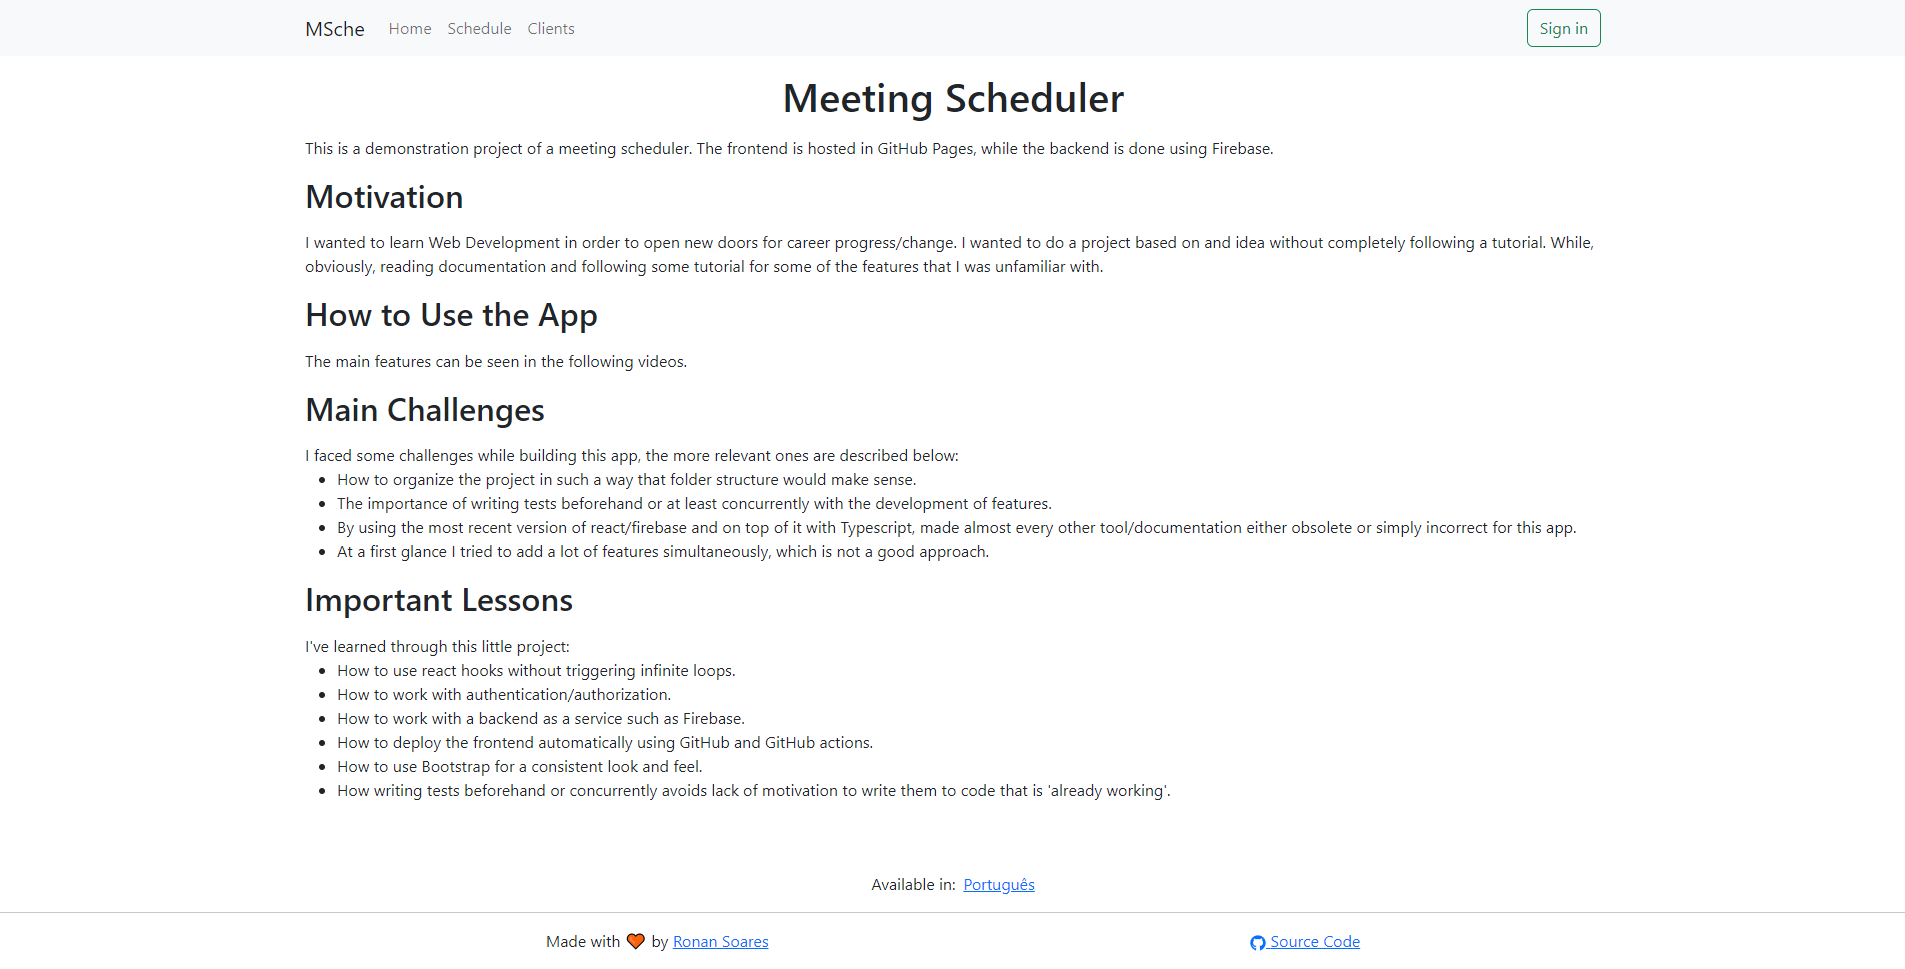 MSche Home Schedule Clients Sign in
Meeting Scheduler
This is a demonstration project of a meeting scheduler. The frontend is hosted in GitHub Pages, while the backend is done using Firebase.
Motivation
I wanted to learn Web Development in order to open new doors for career progress/change. I wanted to do a project based on and idea without completely following a tutorial. While,
obviously, reading documentation and following some tutorial for some of the features that I was unfamiliar with.
How to Use the App
The main features can be seen in the following videos.
Main Challenges
I faced some challenges while building this app, the more relevant ones are described below:
• How to organize the project in such a way that folder structure would make sense.
• The importance of writing tests beforehand or at least concurrently with the development of features.
• By using the most recent version of react/firebase and on top of it with Typescript, made almost every other tool/documentation either obsolete or simply incorrect for this app.
• At a first glance I tried to add a lot of features simultaneously, which is not a good approach.
Important Lessons
I've learned through this little project:
• How to use react hooks without triggering infinite loops.
• How to work with authentication/authorization.
• How to work with a backend as a service such as Firebase.
• How to deploy the frontend automatically using GitHub and GitHub actions.
• How to use Bootstrap for a consistent look and feel.
• How writing tests beforehand or concurrently avoids lack of motivation to write them to code that is 'already working'.
Available in: Português
Made with 🧡 by Ronan Soares
Source Code